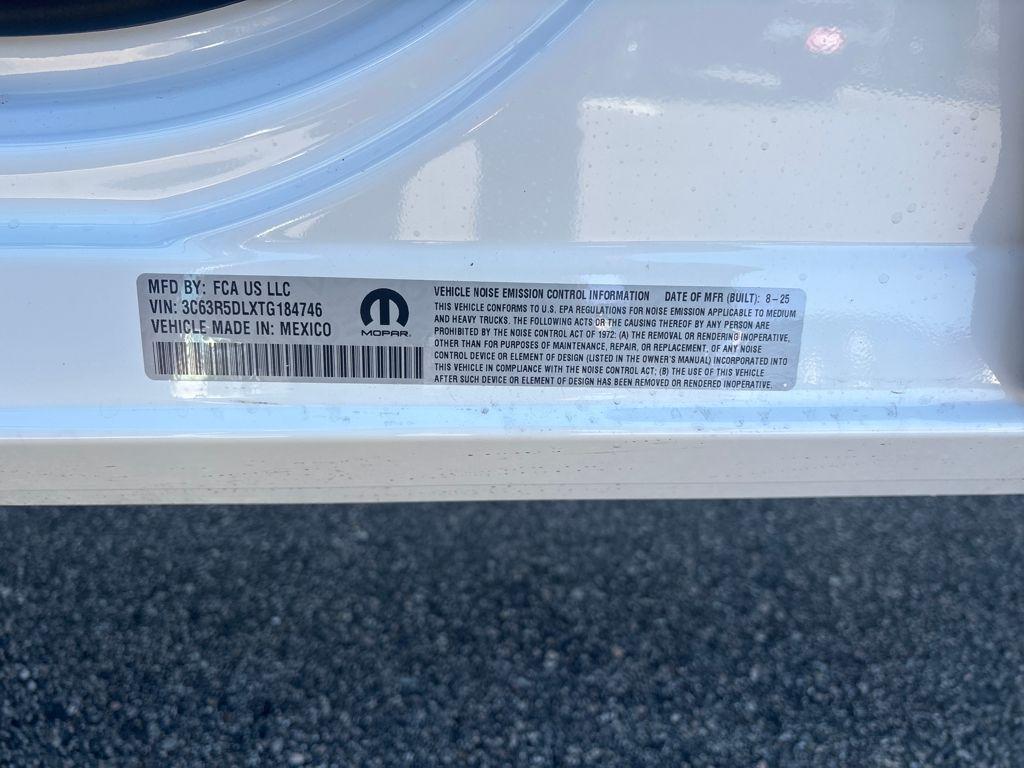 MFD BY: FCA US LLC
VIN: 3C63R5DLXTG184746
VEHICLE MADE IN: MEXICO
MOPAR.
VEHICLE NOISE EMISSION CONTROL INFORMATION DATE OF MFR (BUILT): 8-25
THIS VEHICLE CONFORMS TO U.S. EPA REGULATIONS FOR NOISE EMISSION APPLICABLE TO MEDIUM
AND HEAVY TRUCKS. THE FOLLOWING ACTS OR THE CAUSING THEREOF BY ANY PERSON ARE
PROHIBITED BY THE NOISE CONTROL ACT OF 1972: (A) THE REMOVAL OR RENDERING INOPERATIVE,
OTHER THAN FOR PURPOSES OF MAINTENANCE, REPAIR, OR REPLACEMENT, OF ANY NOISE
CONTROL DEVICE OR ELEMENT OF DESIGN (LISTED IN THE OWNER'S MANUAL) INCORPORATED INTO
THIS VEHICLE IN COMPLIANCE WITH THE NOISE CONTROL ACT; (B) THE USE OF THIS VEHICLE
AFTER SUCH DEVICE OR ELEMENT OF DESIGN HAS BEEN REMOVED OR RENDERED INOPERATIVE.